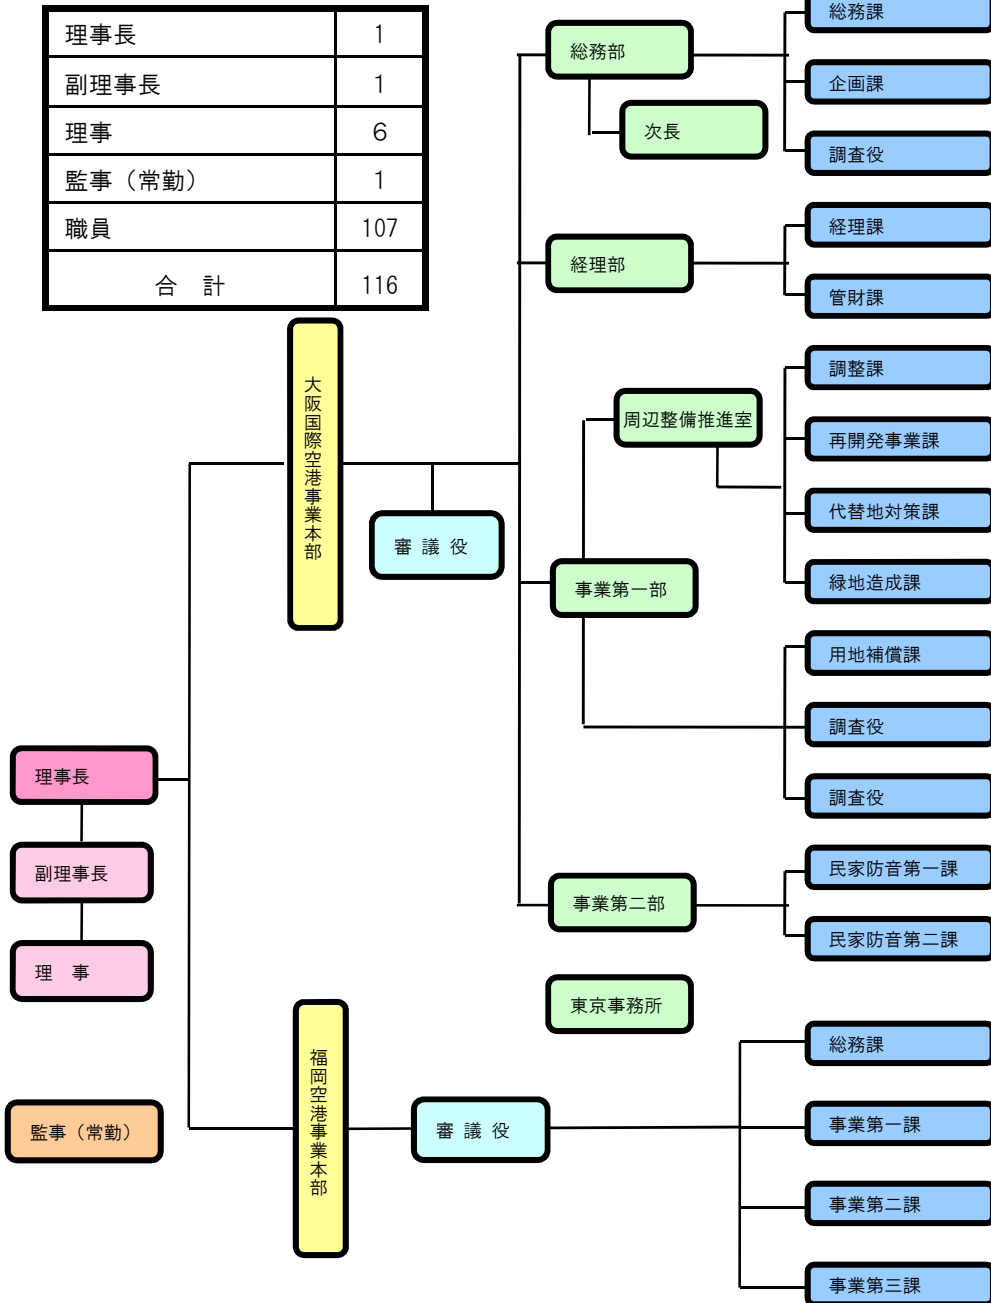 理事長 1
副理事長 1
理事 6
監事（常勤） 1
職員 107
合　計 116
総務部
次長
総務課
企画課
調査役
経理部
経理課
管財課
大阪国際空港事業本部
審 議 役
周辺整備推進室
調整課
再開発事業課
代替地対策課
緑地造成課
事業第一部
用地補償課
調査役
調査役
理事長
副理事長
理　事
事業第二部
民家防音第一課
民家防音第二課
東京事務所
監事（常勤）
福岡空港事業本部
審 議 役
総務課
事業第一課
事業第二課
事業第三課